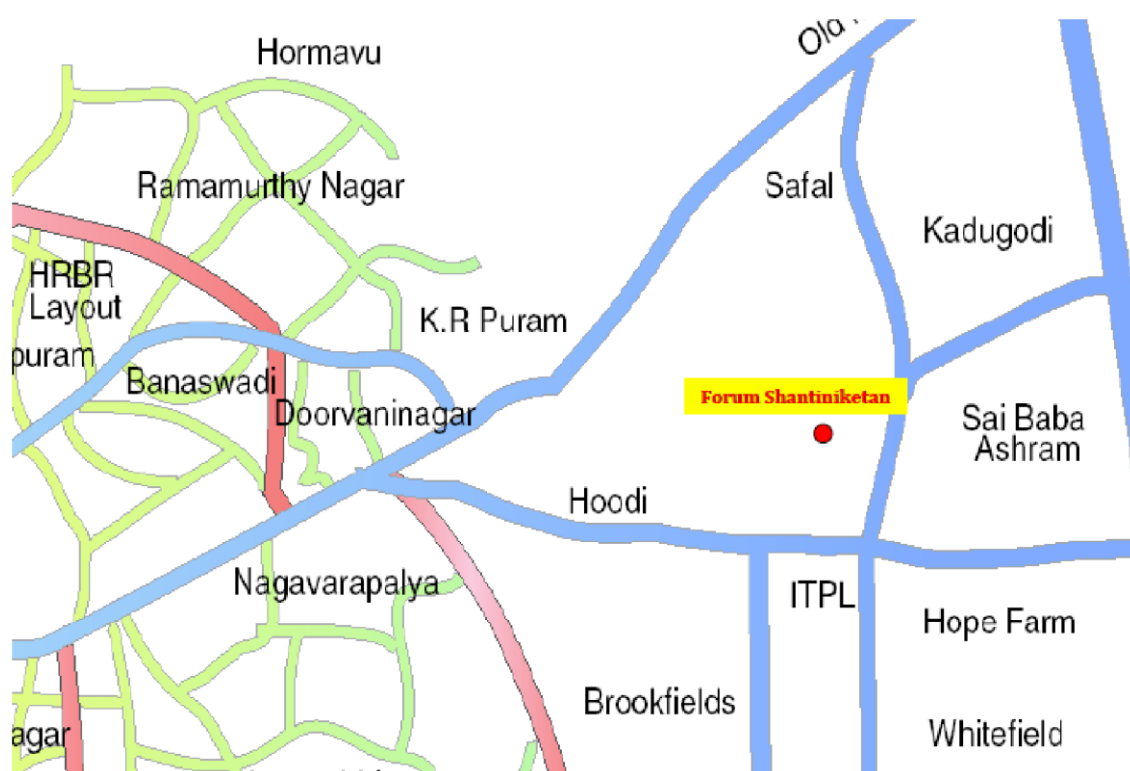 Old
Hormavu
Ramamurthy Nagar
Safal
Kadugodi
HRBR
Layout
K.R Puram
puram
Banaswadi
Forum Shantiniketan
Doorvaninagar
Sai Baba
Ashram
Hoodi
Nagavarapalya
ITPL
Hope Farm
Brookfields
agar
Whitefield